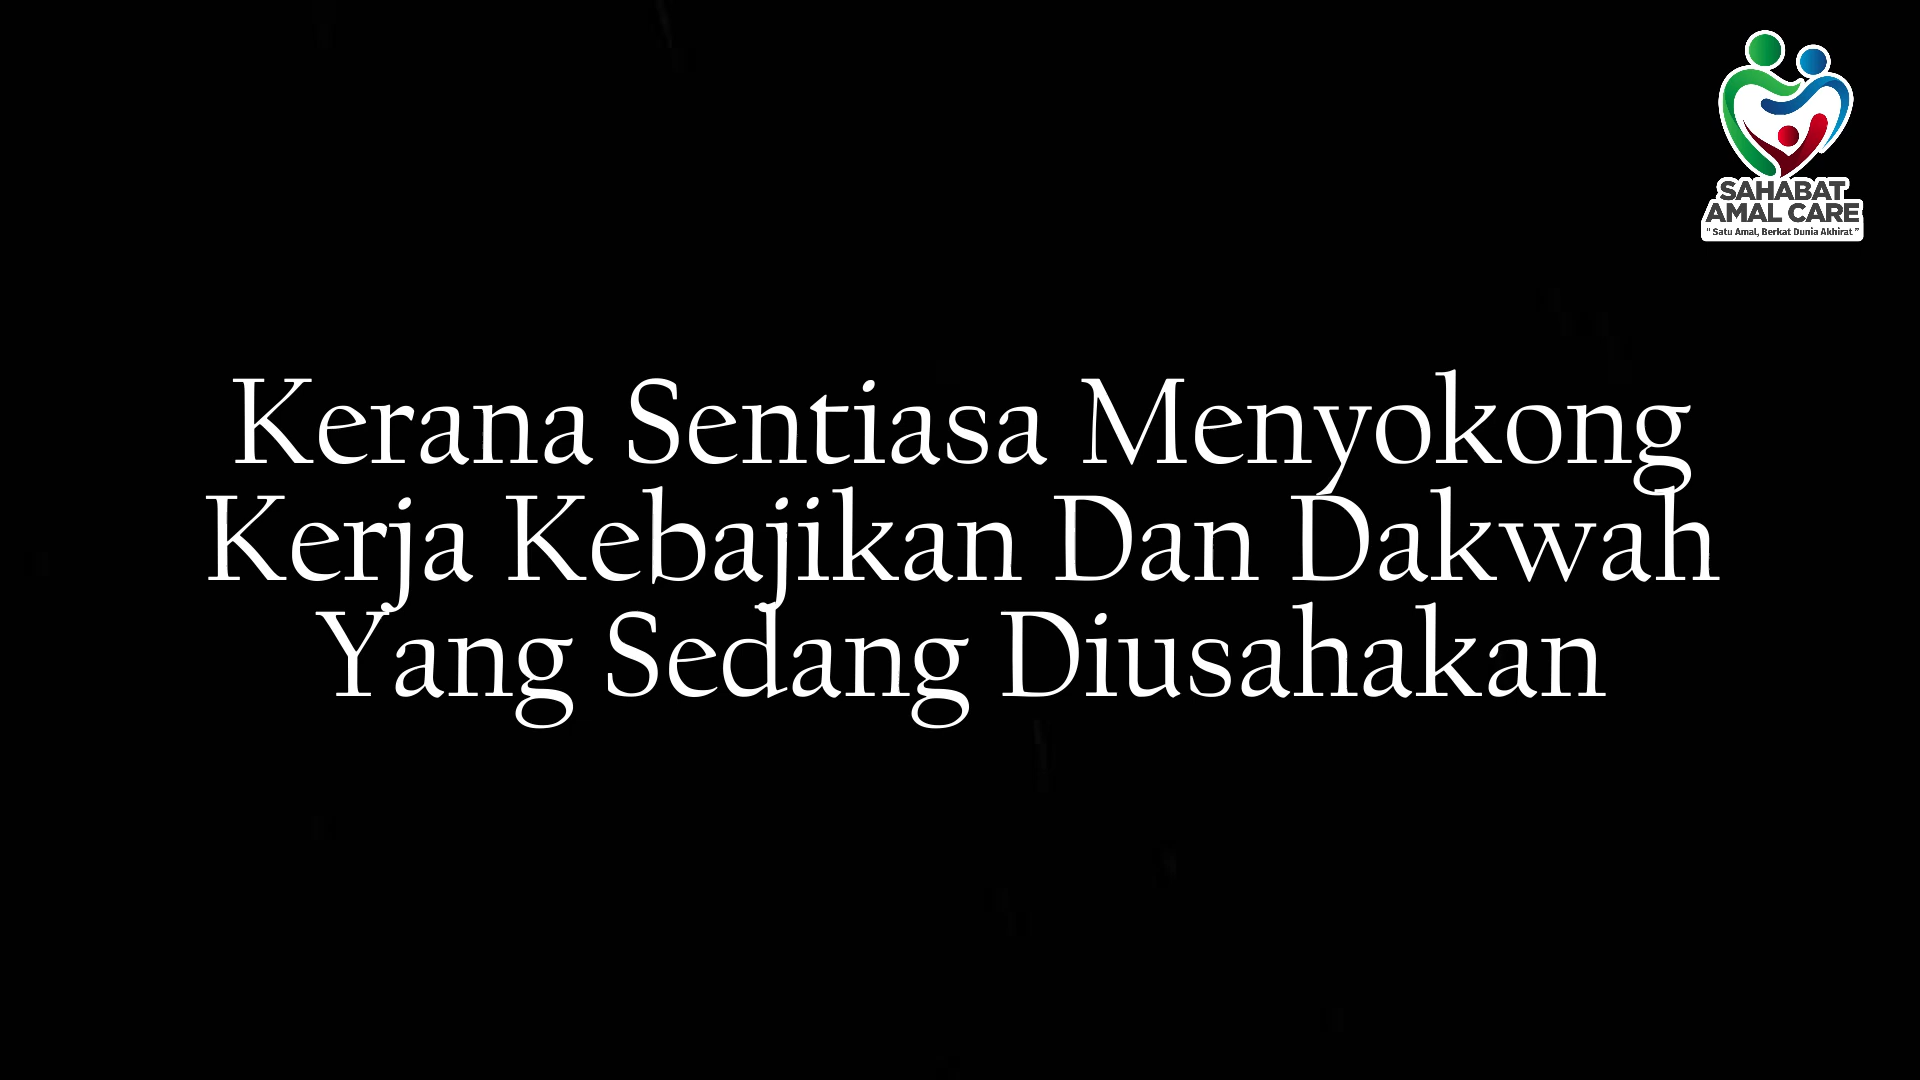 SAHABAT
AMAL CARE
" Satu Amal, Berkat Dunia Akhirat "
Kerana Sentiasa Menyokong
Kerja Kebajikan Dan Dakwah
Yang Sedang Diusahakan